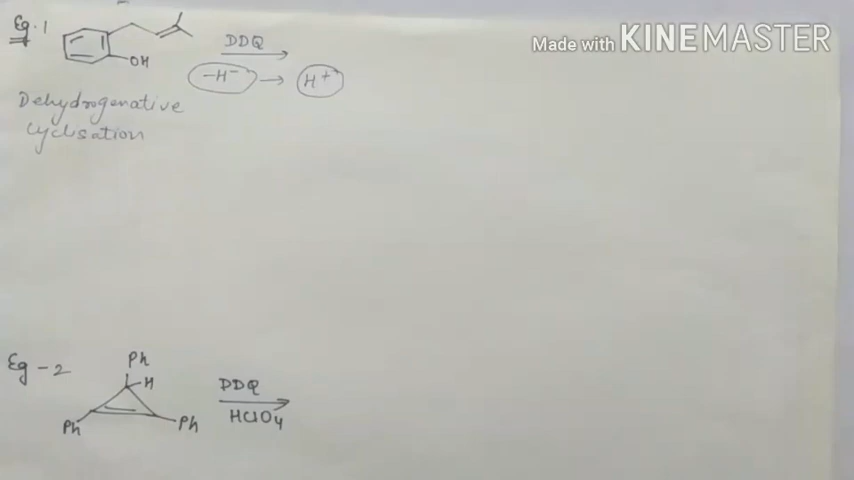 Eg. 1
OH
DDQ
-H⁻ → H⁺
Dehydrogenative
Cyclisation
Made with KINEMASTER
Eg - 2
Ph
H
Ph
Ph
DDQ
HClO4